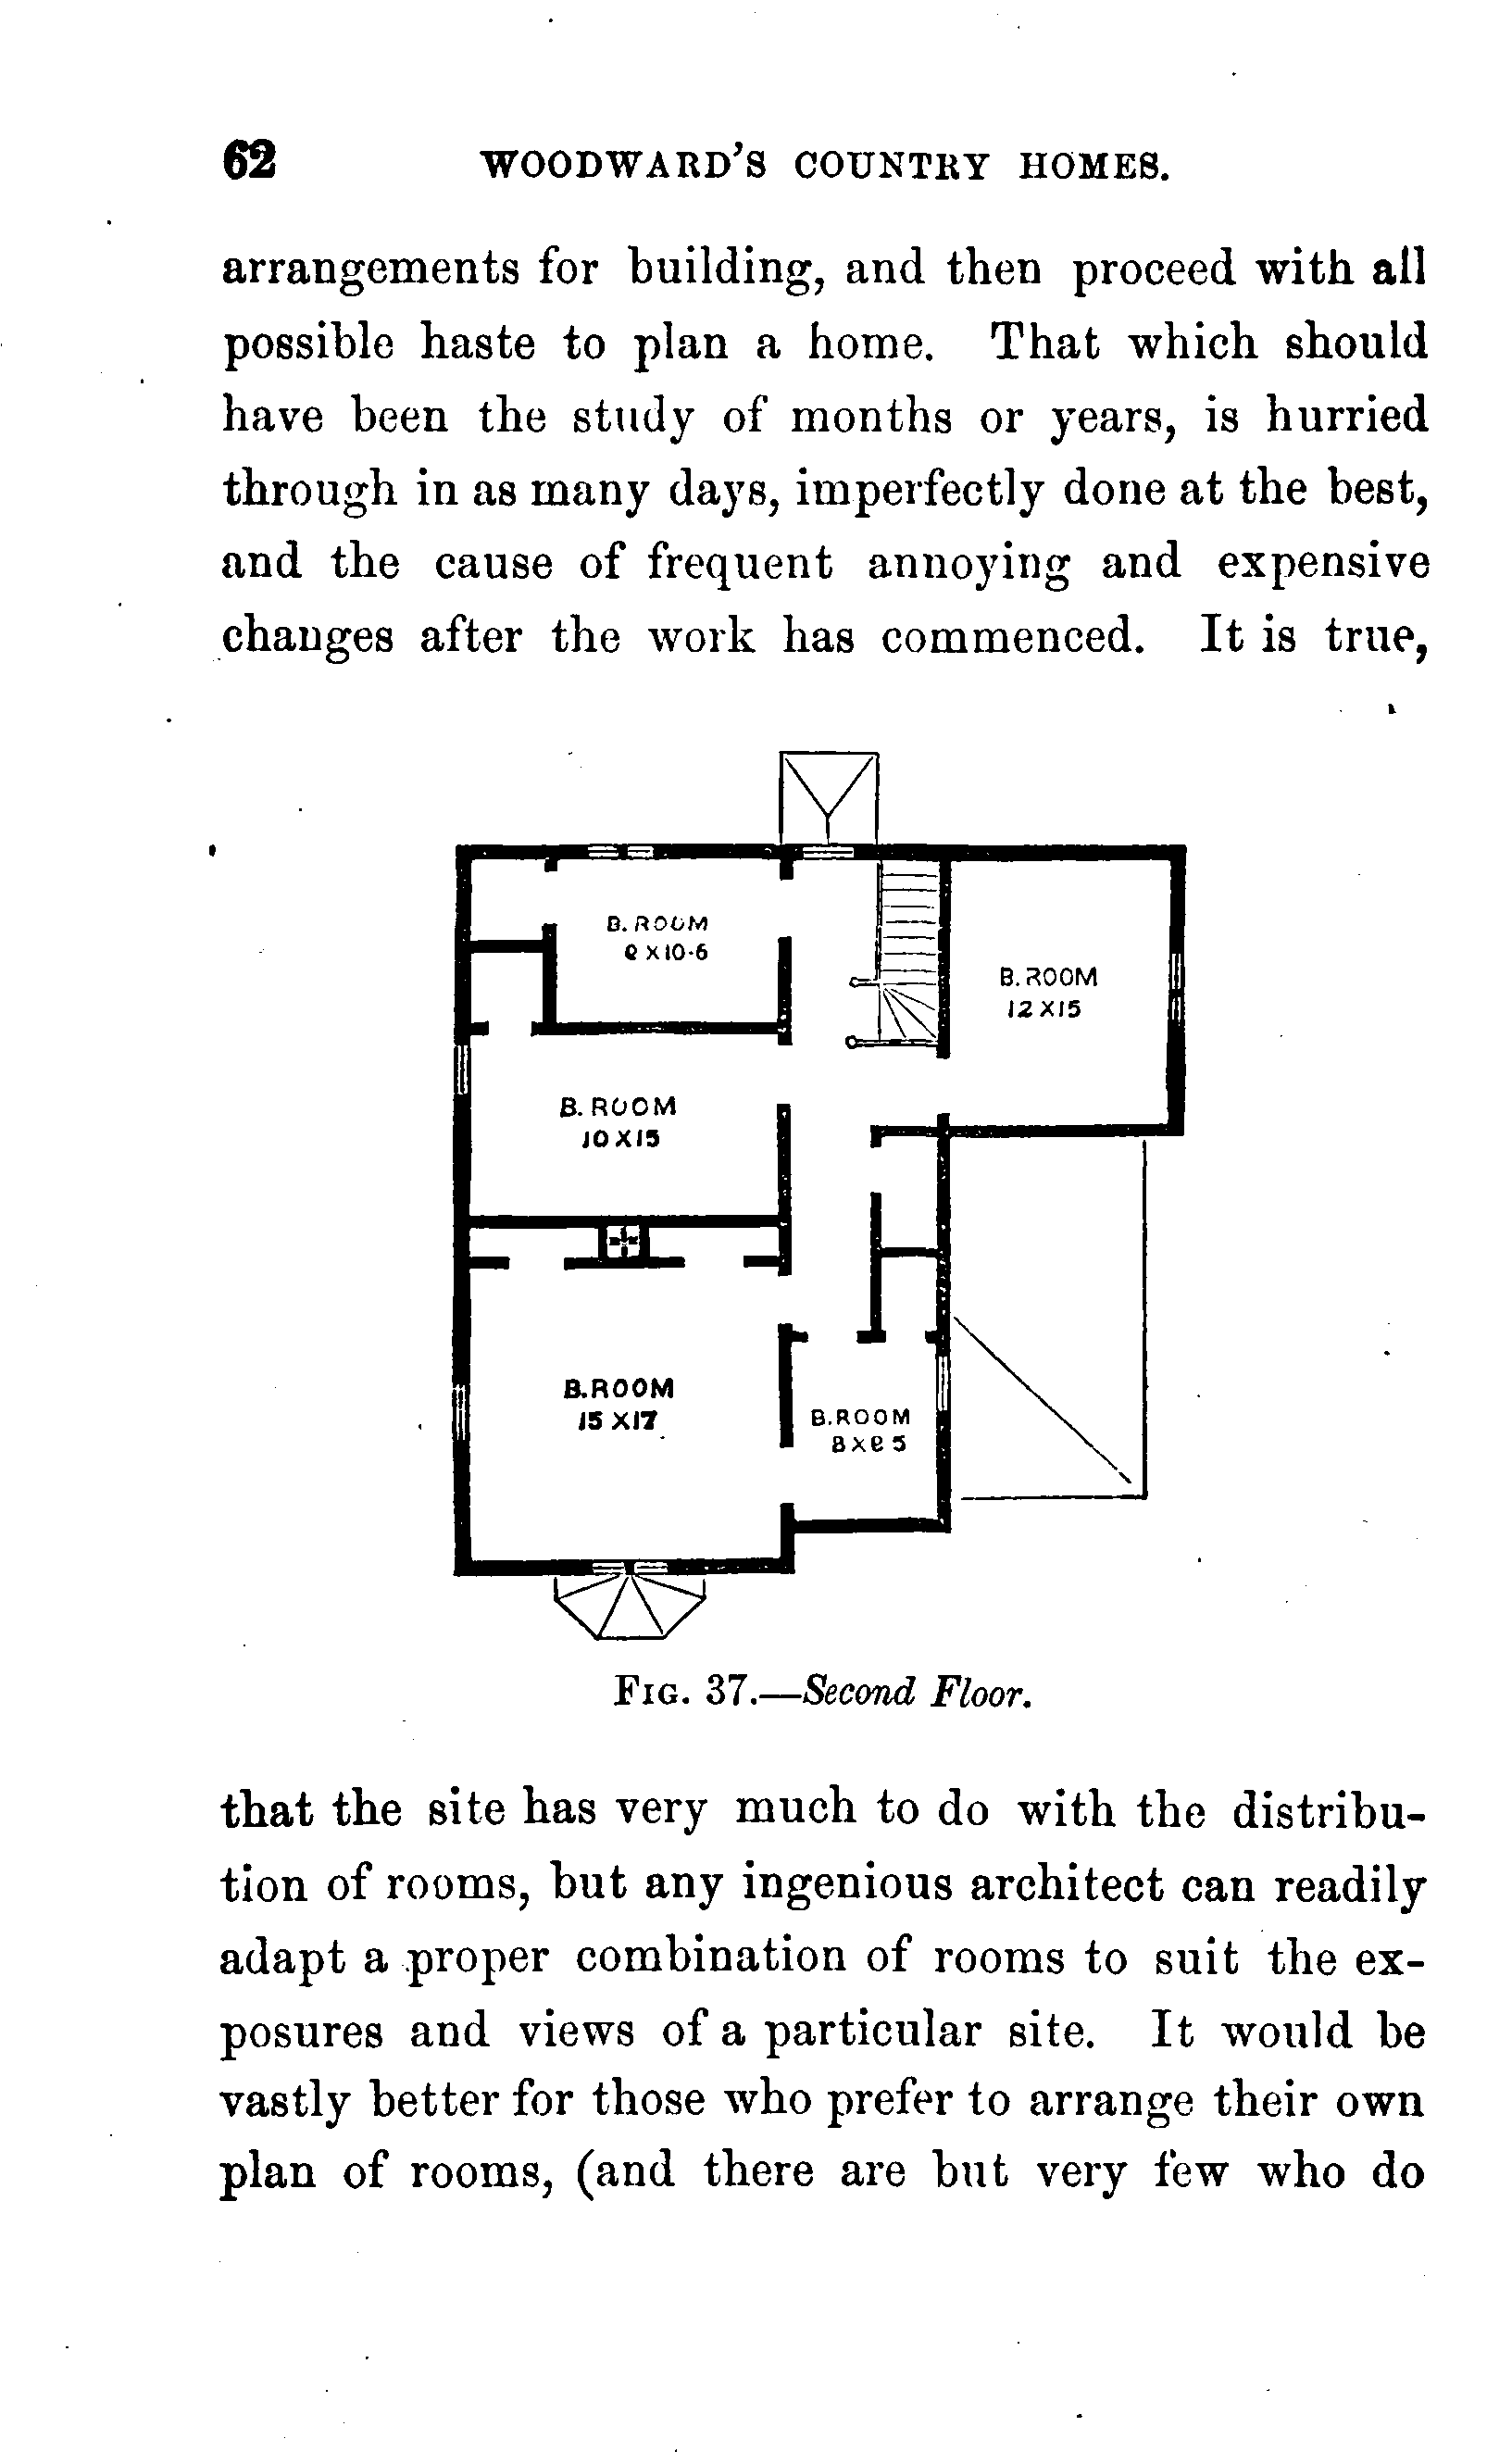 62 WOODWARD'S COUNTRY HOMES.
arrangements for building, and then proceed with all
possible haste to plan a home. That which should
have been the study of months or years, is hurried
through in as many days, imperfectly done at the best,
and the cause of frequent annoying and expensive
changes after the work has commenced. It is true,
B. ROOM
X 10-6
B. ROOM
12 X 15
B. ROOM
10 X 15
B. ROOM
15 X 17
B. ROOM
FIG. 37.—Second Floor.
that the site has very much to do with the distribu-
tion of rooms, but any ingenious architect can readily
adapt a proper combination of rooms to suit the ex-
posures and views of a particular site. It would be
vastly better for those who prefer to arrange their own
plan of rooms, (and there are but very few who do